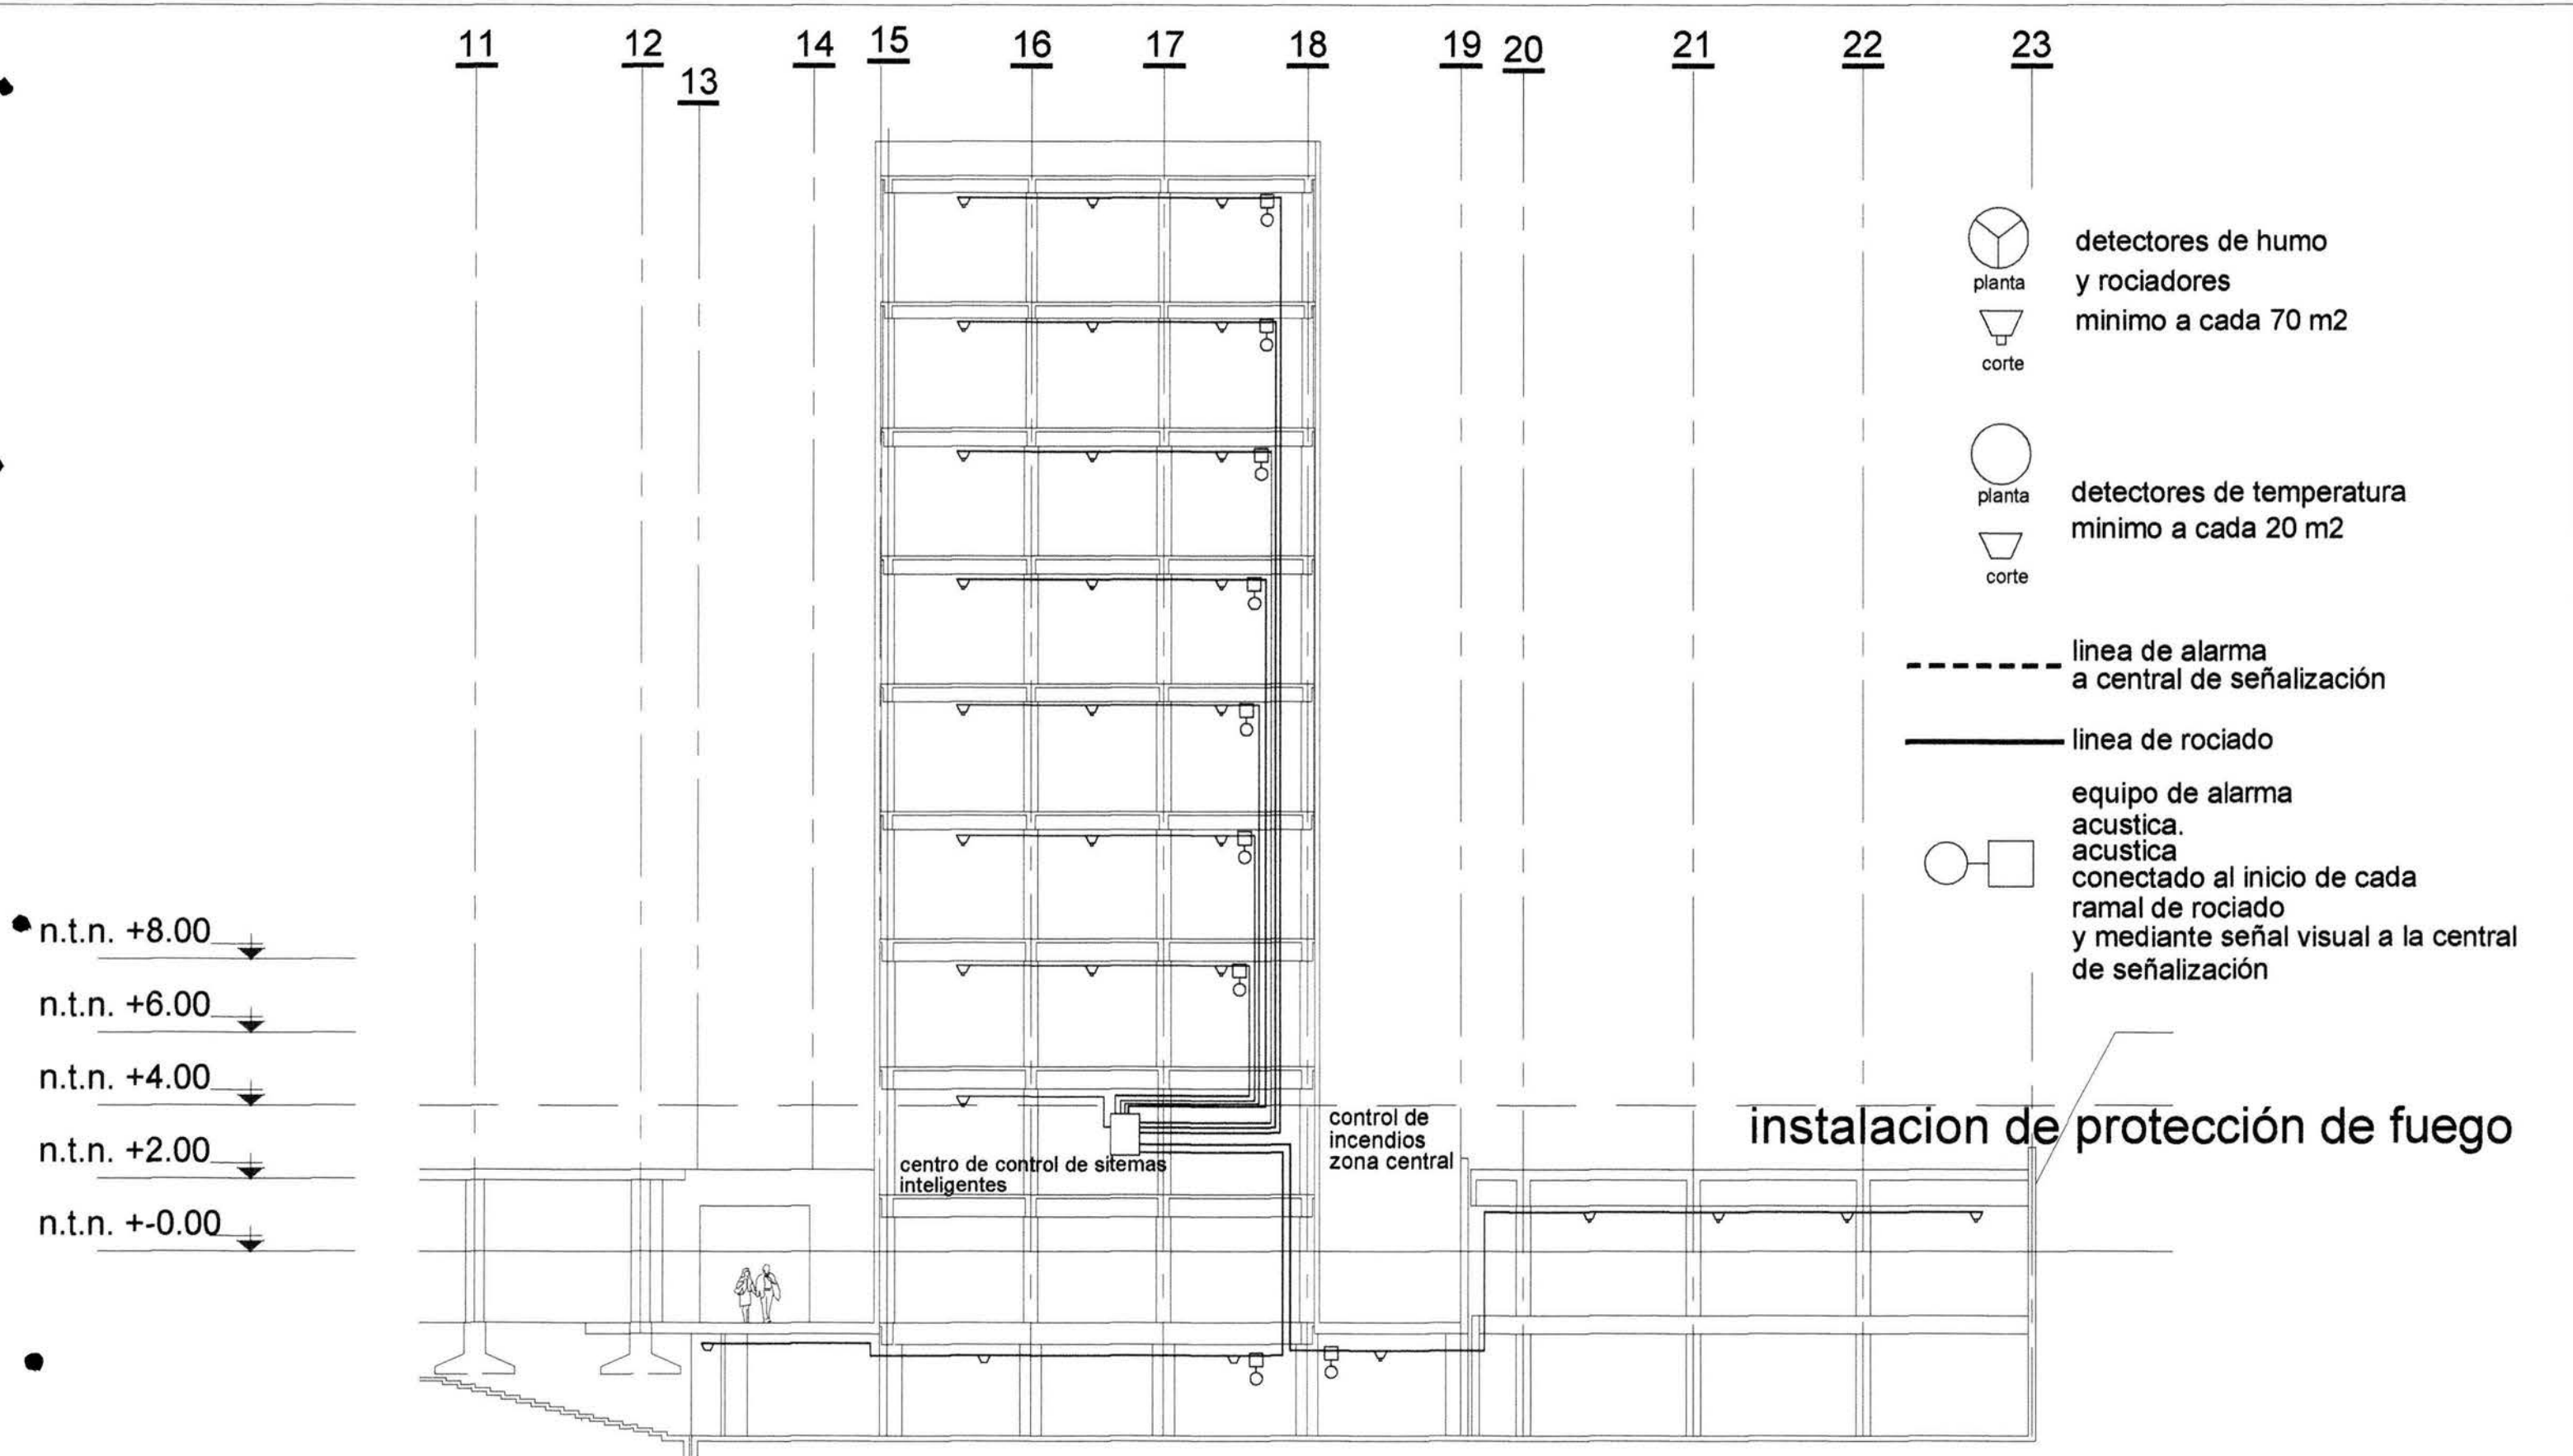 11
12
13
14
15
16
17
18
19
20
21
22
23
planta
detectores de humo
y rociadores
minimo a cada 70 m2
corte
planta
detectores de temperatura
minimo a cada 20 m2
corte
linea de alarma
a central de señalización
linea de rociado
equipo de alarma
acustica.
acustica
conectado al inicio de cada
ramal de rociado
y mediante señal visual a la central
de señalización
n.t.n. +8.00
n.t.n. +6.00
n.t.n. +4.00
n.t.n. +2.00
n.t.n. +-0.00
centro de control de sitemas
inteligentes
control de
incendios
zona central
instalacion de protección de fuego